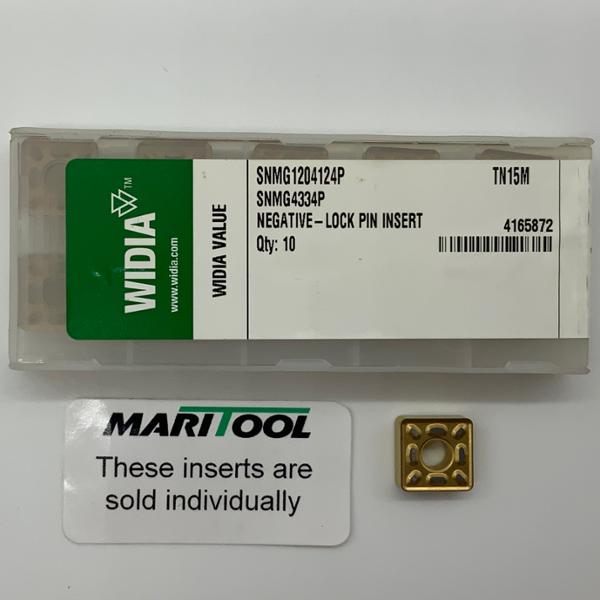 WIDIA™
www.widia.com
WIDIA VALUE
SNMG1204124P
TN15M
SNMG4334P
NEGATIVE-LOCK PIN INSERT
4165872
Qty: 10
MARITOOL
These inserts are
sold individually